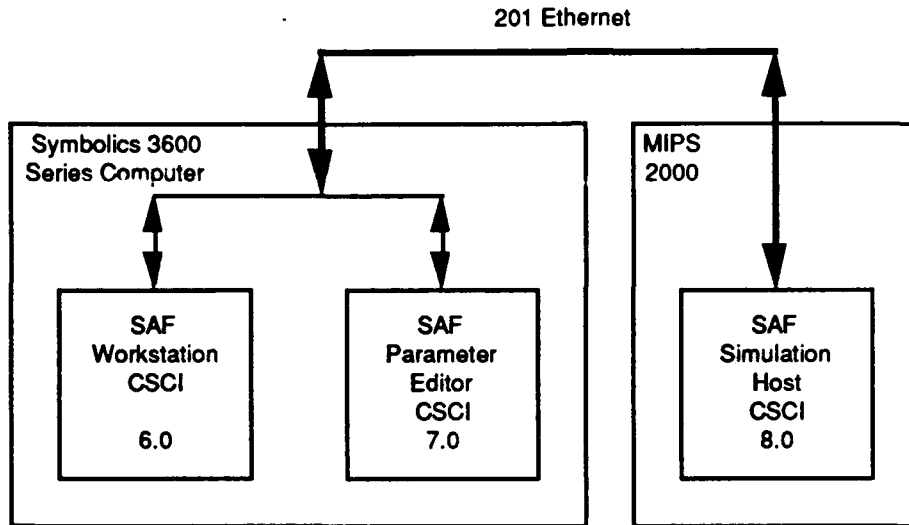 201 Ethernet
Symbolics 3600
Series Computer
MIPS
2000
SAF
Workstation
CSCI
6.0
SAF
Parameter
Editor
CSCI
7.0
SAF
Simulation
Host
CSCI
8.0